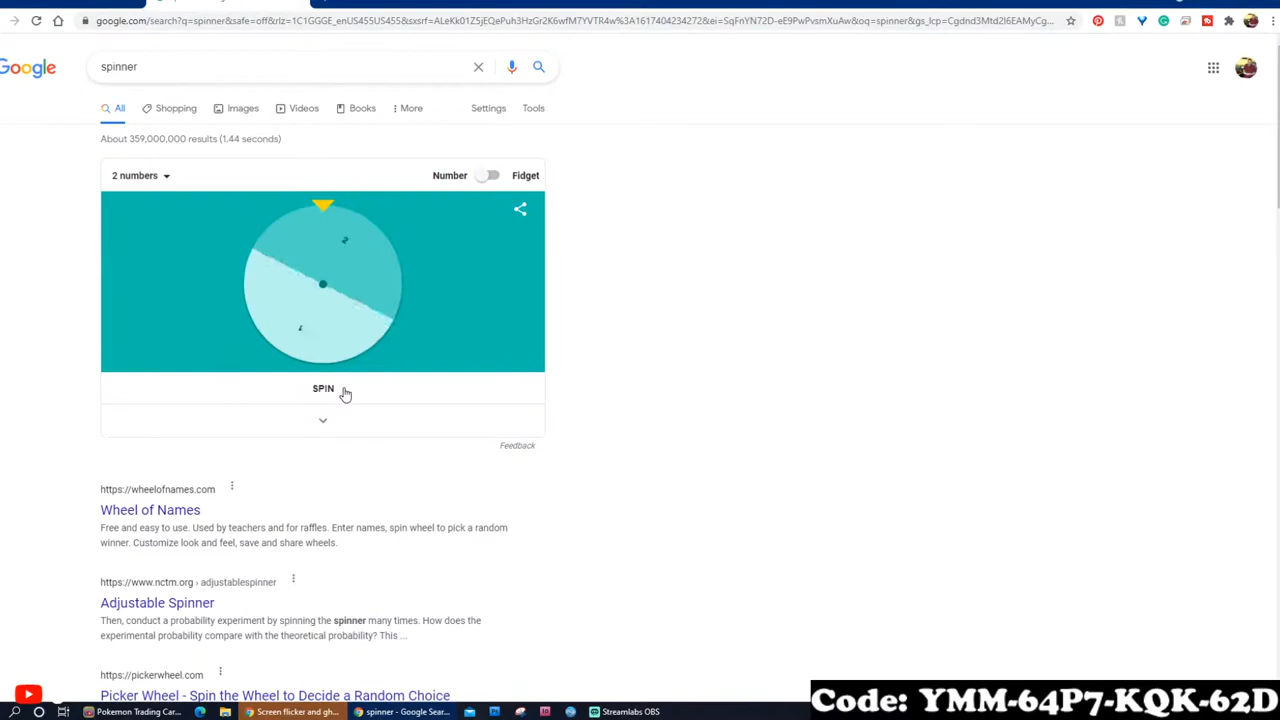 google.com/search?q=spinner&safe=off&rlz=1C1GGGE_enUS455US455&sxsrf=ALeKk01Z5jEQePuh3HzGr2K6wfM7YVTR4w%3A1617404234272&ei=SqFnYN72D-eE9PwPvsmXuAw&oq=spinner&gs_lcp=Cgdnd3Mtd2l6EAMyCg...
Google
spinner
All Shopping Images Videos Books More Settings Tools
About 359,000,000 results (1.44 seconds)
2 numbers Number Fidget
2
SPIN
Feedback
https://wheelofnames.com
Wheel of Names
Free and easy to use. Used by teachers and for raffles. Enter names, spin wheel to pick a random
winner. Customize look and feel, save and share wheels.
https://www.nctm.org › adjustablespinner
Adjustable Spinner
Then, conduct a probability experiment by spinning the spinner many times. How does the
experimental probability compare with the theoretical probability? This ...
https://pickerwheel.com
Picker Wheel - Spin the Wheel to Decide a Random Choice
Pokemon Trading Car... Screen flicker and gh... spinner - Google Sear... Streamlabs OBS
Code: YMM-64P7-KQK-62D